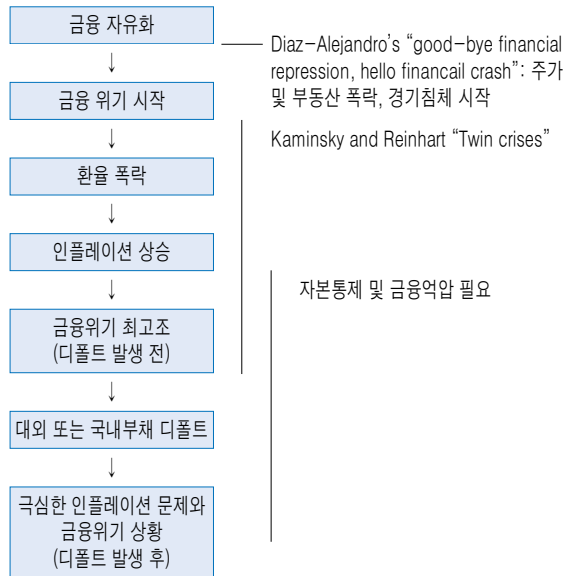 금융 자유화
↓
Diaz-Alejandro's “good-bye financial
repression, hello financail crash”: 주가
및 부동산 폭락, 경기침체 시작
금융 위기 시작
↓
Kaminsky and Reinhart “Twin crises”
환율 폭락
↓
인플레이션 상승
↓
자본통제 및 금융억압 필요
금융위기 최고조
(디폴트 발생 전)
↓
대외 또는 국내부채 디폴트
↓
극심한 인플레이션 문제와
금융위기 상황
(디폴트 발생 후)